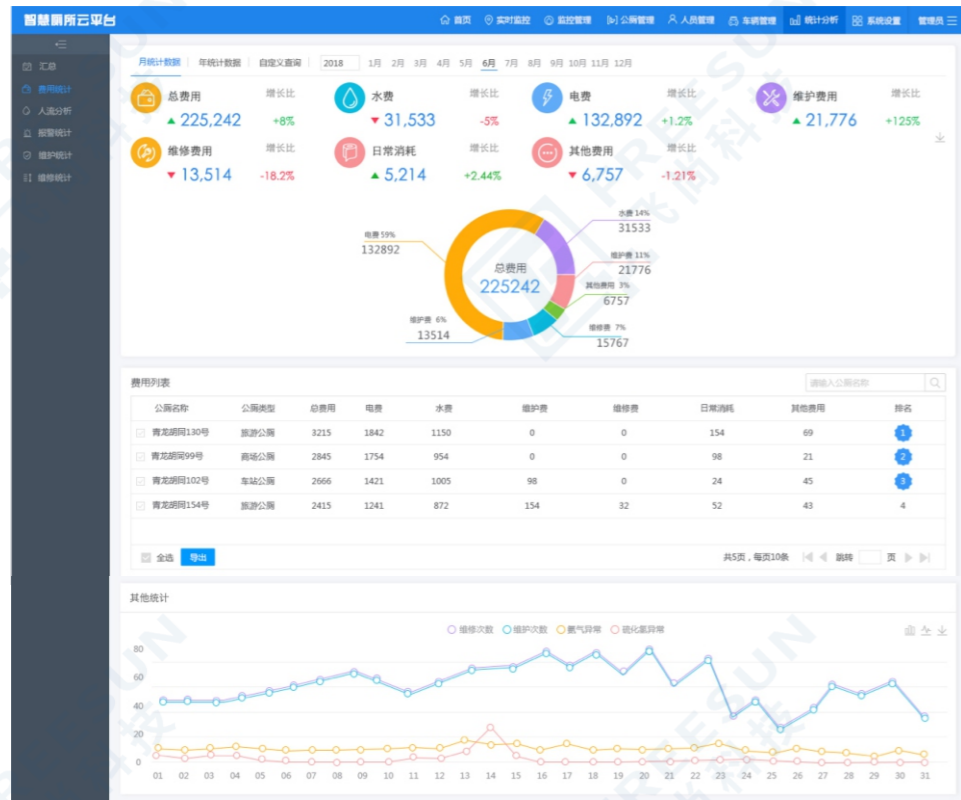 智慧厕所云平台
首页 实时监控 监控管理 公厕管理 人员管理 车辆管理 统计分析 系统设置 管理员
汇总
费用统计
人流分析
报警统计
维护统计
维修统计
月统计数据 年统计数据 自定义查询 2018 1月 2月 3月 4月 5月 6月 7月 8月 9月 10月 11月 12月
总费用 增长比 水费 增长比 电费 增长比 维护费用 增长比
225,242 +8% 31,533 -5% 132,892 +1.2% 21,776 +125%
维修费用 增长比 日常消耗 增长比 其他费用 增长比
13,514 -18.2% 5,214 +2.44% 6,757 -1.21%
水费 14%
31533
电费 59%
132892
维护费 11%
21776
总费用
225242
其他费用 3%
6757
维护费 6%
13514
维修费 7%
15767
费用列表 请输入公厕名称
公厕名称 公厕类型 总费用 电费 水费 维护费 维修费 日常消耗 其他费用 排名
青龙胡同130号 旅游公厕 3215 1842 1150 0 0 154 69 1
青龙胡同99号 商场公厕 2845 1754 954 0 0 98 21 2
青龙胡同102号 车站公厕 2666 1421 1005 98 0 24 45 3
青龙胡同154号 旅游公厕 2415 1241 872 154 32 52 43 4
全选 导出 共5页，每页10条 跳转 页
其他统计
维修次数 维护次数 氨气异常 硫化氢异常
80
60
40
20
0
01 02 03 04 05 06 07 08 09 10 11 12 13 14 15 16 17 18 19 20 21 22 23 24 25 26 27 28 29 30 31
FREESUN
飞尚科技